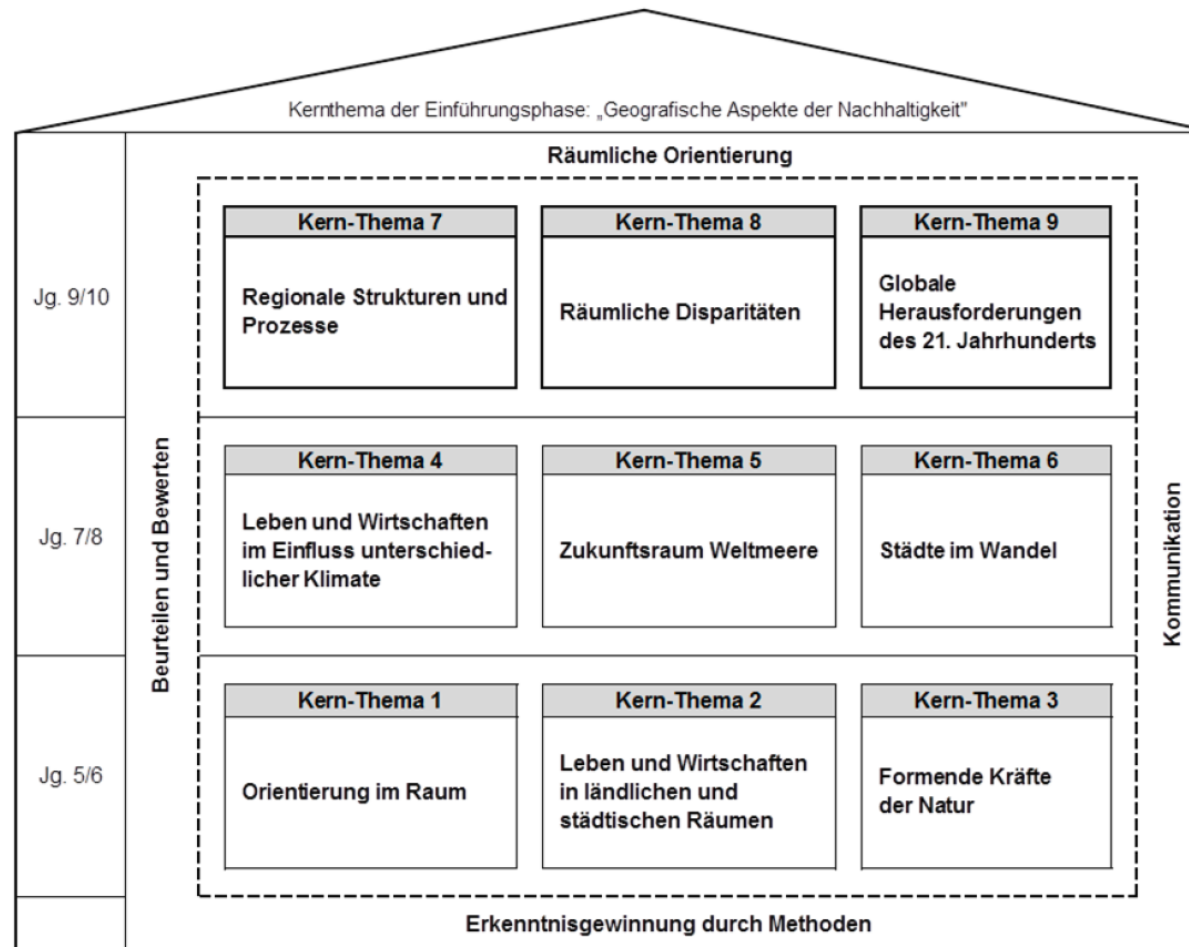 Kernthema der Einführungsphase: „Geografische Aspekte der Nachhaltigkeit"
Räumliche Orientierung
Jg. 9/10
Kern-Thema 7
Regionale Strukturen und
Prozesse
Kern-Thema 8
Räumliche Disparitäten
Kern-Thema 9
Globale
Herausforderungen
des 21. Jahrhunderts
Beurteilen und Bewerten
Jg. 7/8
Kern-Thema 4
Leben und Wirtschaften
im Einfluss unterschied-
licher Klimate
Kern-Thema 5
Zukunftsraum Weltmeere
Kern-Thema 6
Städte im Wandel
Kommunikation
Jg. 5/6
Kern-Thema 1
Orientierung im Raum
Kern-Thema 2
Leben und Wirtschaften
in ländlichen und
städtischen Räumen
Kern-Thema 3
Formende Kräfte
der Natur
Erkenntnisgewinnung durch Methoden